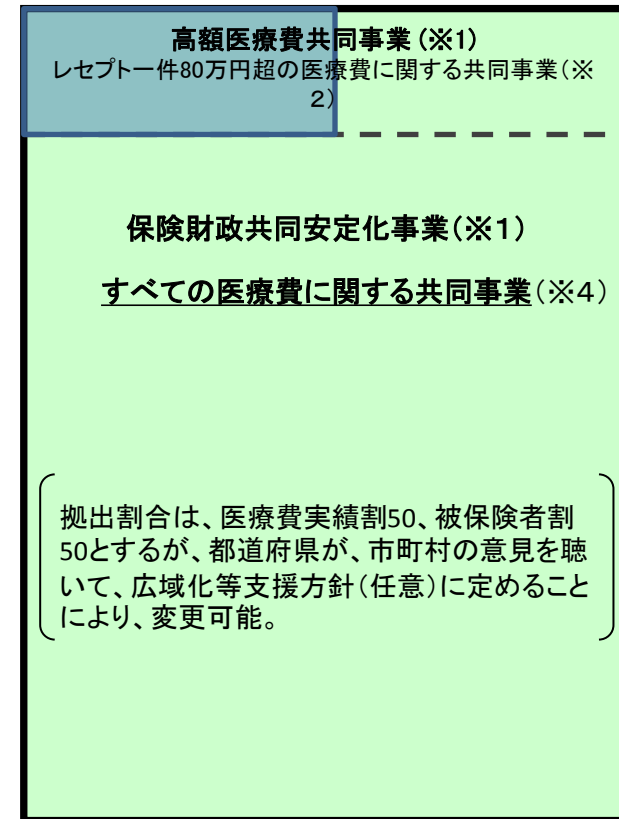 高額医療費共同事業(※1)
レセプト一件80万円超の医療費に関する共同事業(※
2)
保険財政共同安定化事業(※1)
すべての医療費に関する共同事業(※4)
拠出割合は、医療費実績割50、被保険者割
50とするが、都道府県が、市町村の意見を聴
いて、広域化等支援方針(任意)に定めること
により、変更可能。